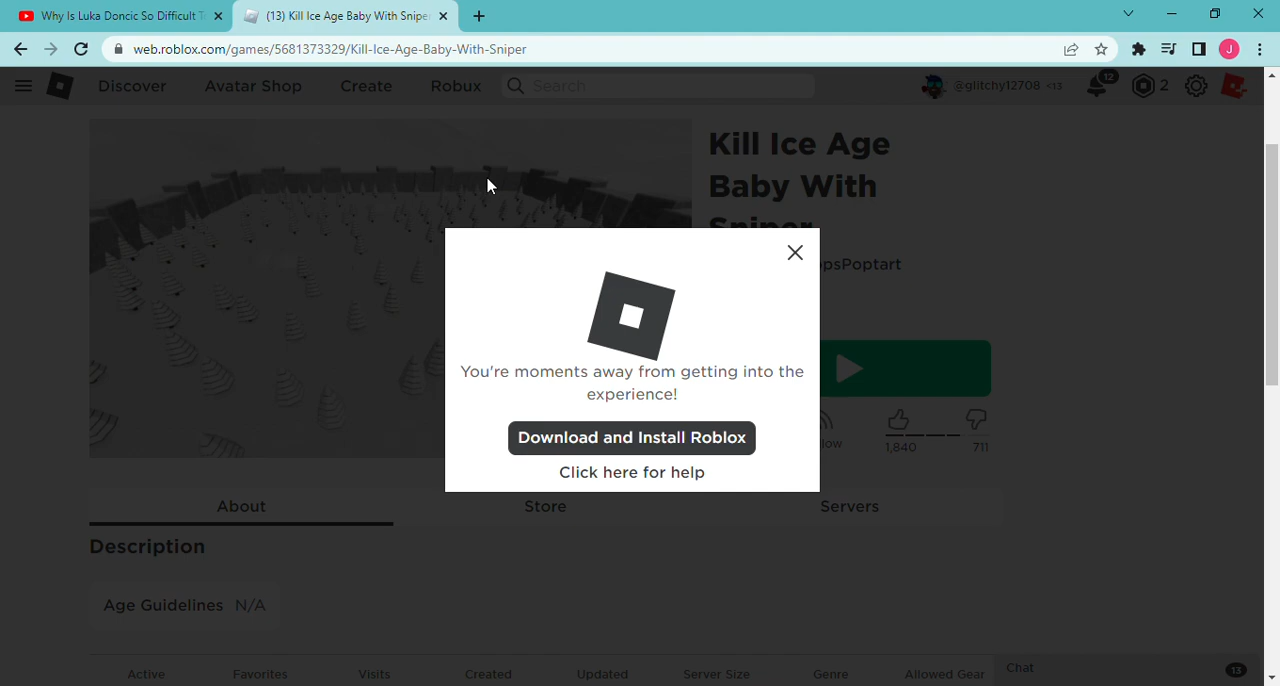 Why Is Luka Doncic So Difficult
(13) Kill Ice Age Baby With Snipe
web.roblox.com/games/5681373329/Kill-Ice-Age-Baby-With-Sniper
J
Discover
Avatar Shop
Create
Robux
Search
@glitchy12708 <13
12
2
Kill Ice Age
Baby With
Sniper
psPoptart
You're moments away from getting into the
experience!
Download and Install Roblox
Click here for help
low
1,840
711
About
Store
Servers
Description
Age Guidelines N/A
Active
Favorites
Visits
Created
Updated
Server Size
Genre
Allowed Gear
Chat
13